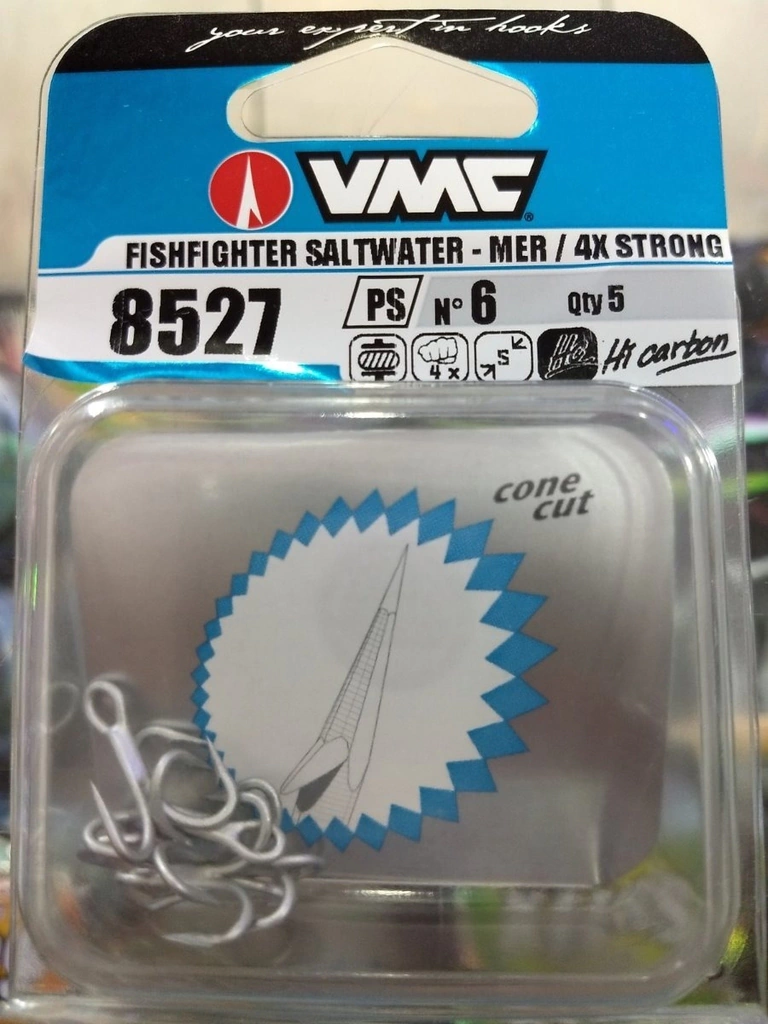 your expert in hooks
VMC®
FISHFIGHTER SALTWATER - MER / 4X STRONG
8527
PS N° 6 Qty 5
4x 5° Hi carbon
cone
cut